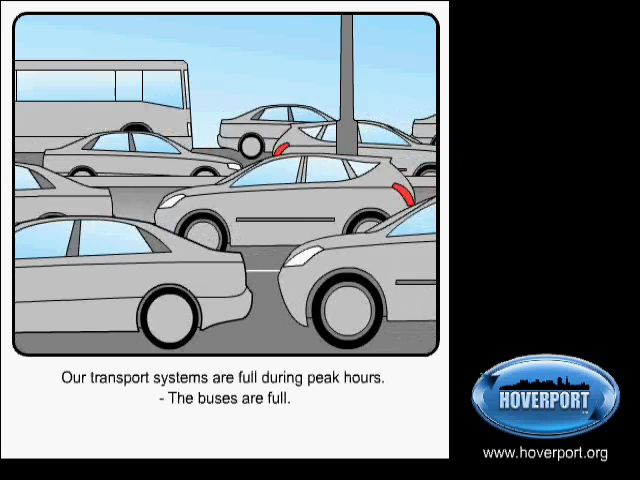 Our transport systems are full during peak hours.
- The buses are full.
HOVERPORT
www.hoverport.org